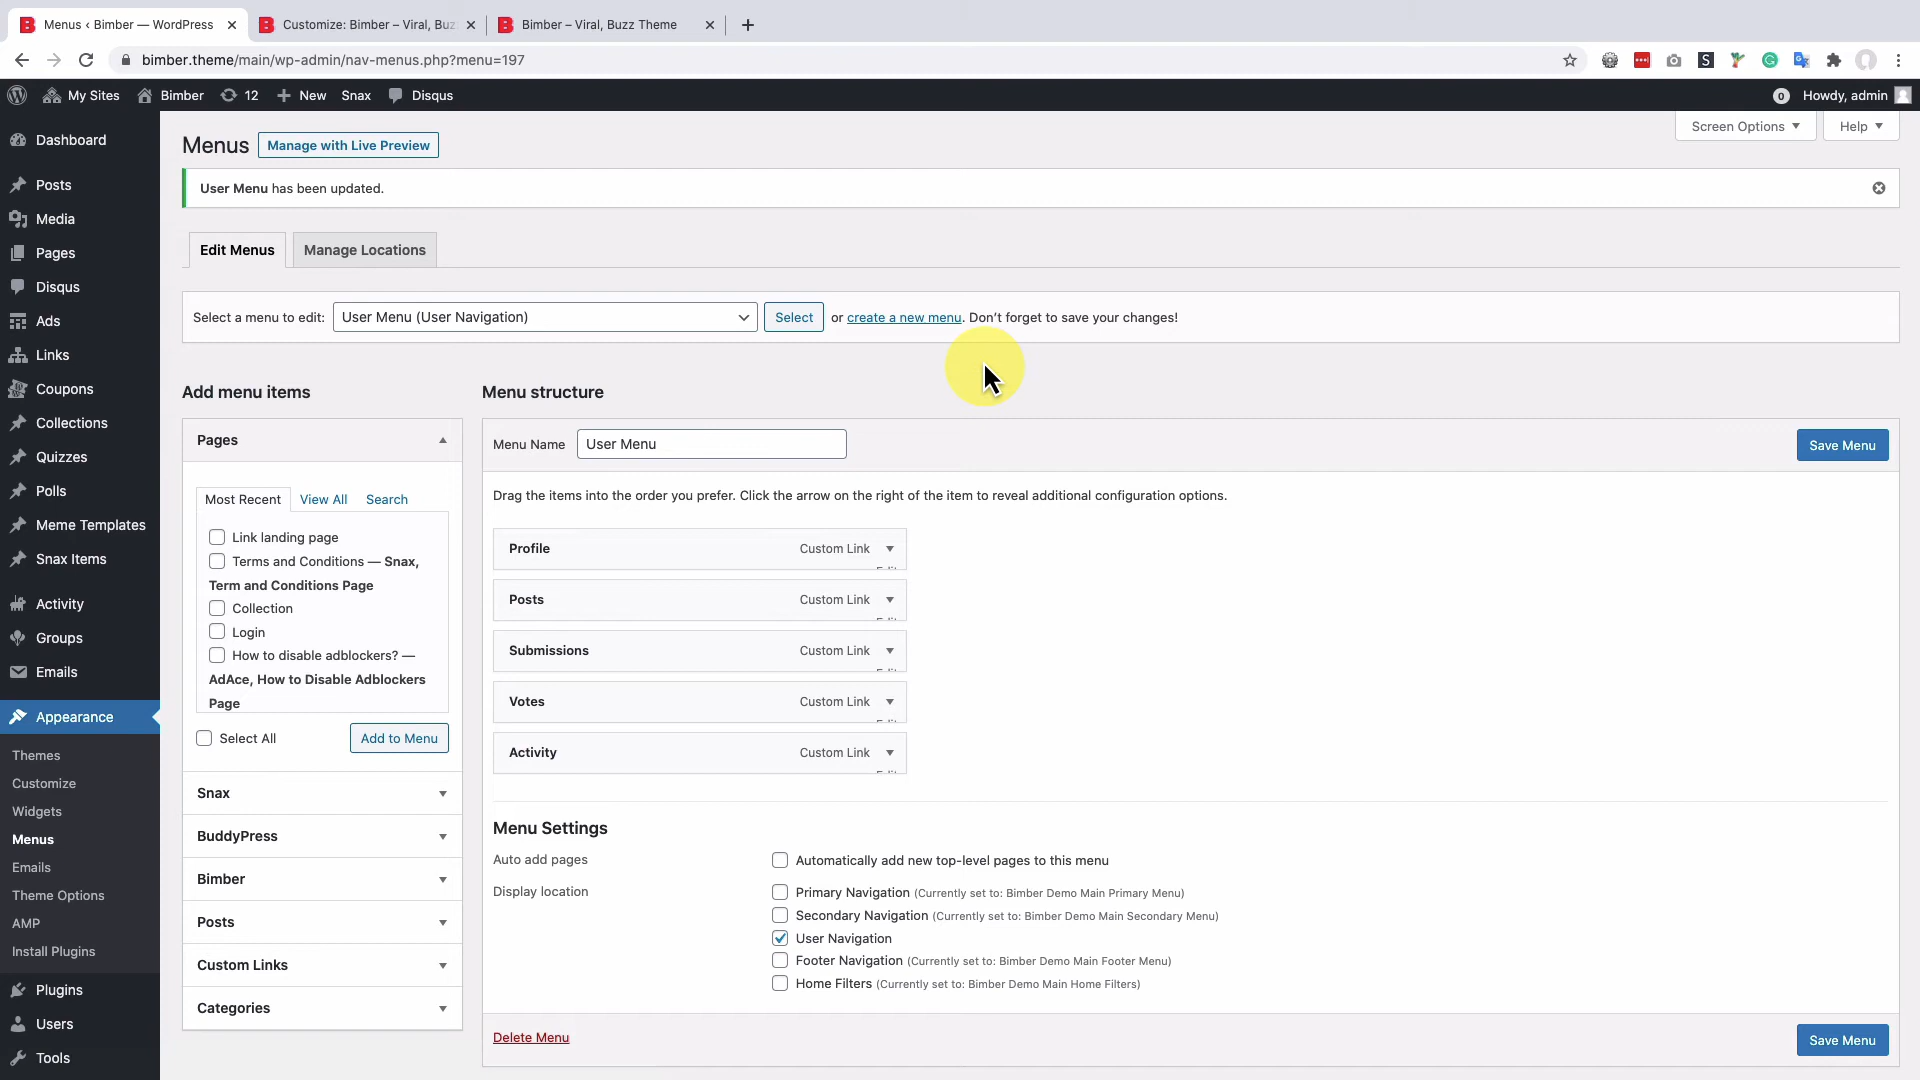 Menus ‹ Bimber — WordPress
Customize: Bimber – Viral, Buz
Bimber – Viral, Buzz Theme
bimber.theme/main/wp-admin/nav-menus.php?menu=197
My Sites
Bimber
12
New
Snax
Disqus
0
Howdy, admin
Dashboard
Posts
Media
Pages
Disqus
Ads
Links
Coupons
Collections
Quizzes
Polls
Meme Templates
Snax Items
Activity
Groups
Emails
Appearance
Themes
Customize
Widgets
Menus
Emails
Theme Options
AMP
Install Plugins
Plugins
Users
Tools
Screen Options
Help
Menus
Manage with Live Preview
User Menu has been updated.
Edit Menus
Manage Locations
Select a menu to edit: User Menu (User Navigation) Select or create a new menu. Don’t forget to save your changes!
Add menu items
Pages
Most Recent
View All
Search
Link landing page
Terms and Conditions — Snax,
Term and Conditions Page
Collection
Login
How to disable adblockers? —
AdAce, How to Disable Adblockers
Page
Select All
Add to Menu
Snax
BuddyPress
Bimber
Posts
Custom Links
Categories
Menu structure
Menu Name User Menu
Save Menu
Drag the items into the order you prefer. Click the arrow on the right of the item to reveal additional configuration options.
Profile Custom Link
Edit
Posts Custom Link
Edit
Submissions Custom Link
Edit
Votes Custom Link
Edit
Activity Custom Link
Edit
Menu Settings
Auto add pages
Automatically add new top-level pages to this menu
Display location
Primary Navigation (Currently set to: Bimber Demo Main Primary Menu)
Secondary Navigation (Currently set to: Bimber Demo Main Secondary Menu)
User Navigation
Footer Navigation (Currently set to: Bimber Demo Main Footer Menu)
Home Filters (Currently set to: Bimber Demo Main Home Filters)
Delete Menu
Save Menu